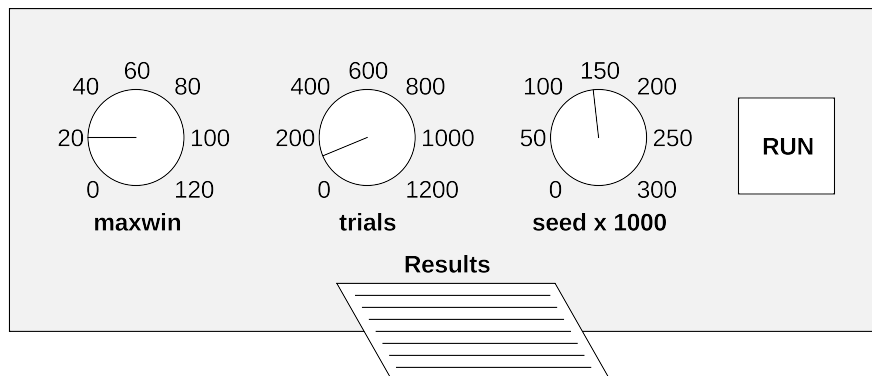 60 600 150
40 80 400 800 100 200
20 100 200 1000 50 250 RUN
0 120 0 1200 0 300
maxwin trials seed x 1000
Results